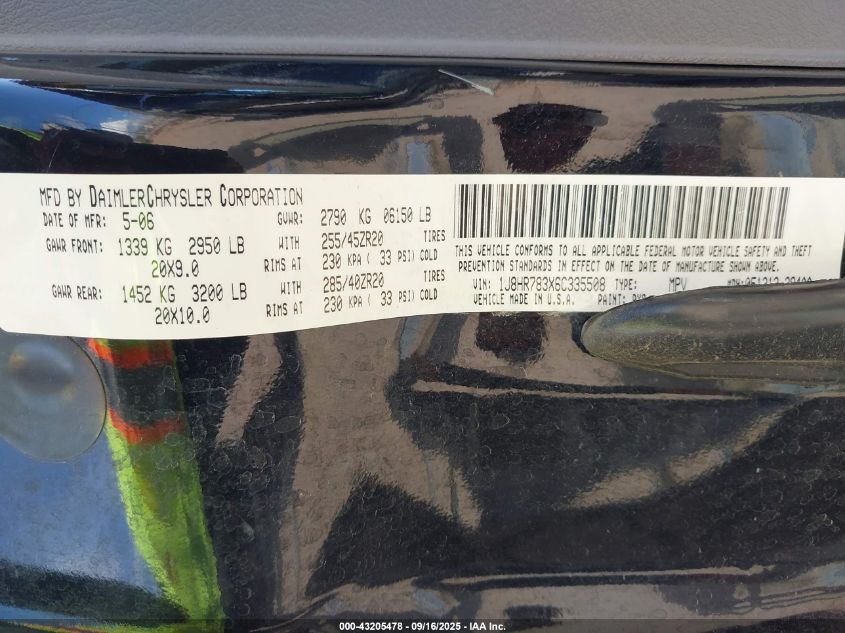 MFD BY DAIMLERCHRYSLER CORPORATION
DATE OF MFR: 5-06 GVWR: 2790 KG 06150 LB
GAWR FRONT: 1339 KG 2950 LB WITH 255/45ZR20 TIRES
20X9.0 RIMS AT 230 KPA ( 33 PSI) COLD
GAWR REAR: 1452 KG 3200 LB WITH 285/40ZR20 TIRES
20X10.0 RIMS AT 230 KPA ( 33 PSI) COLD
THIS VEHICLE CONFORMS TO ALL APPLICABLE FEDERAL MOTOR VEHICLE SAFETY AND THEFT
PREVENTION STANDARDS IN EFFECT ON THE DATE OF MANUFACTURE SHOWN ABOVE.
VIN: 1J8HR783X6C335508 TYPE: MPV
VEHICLE MADE IN U.S.A. PAINT:
000-43205478 - 09/16/2025 - IAA Inc.